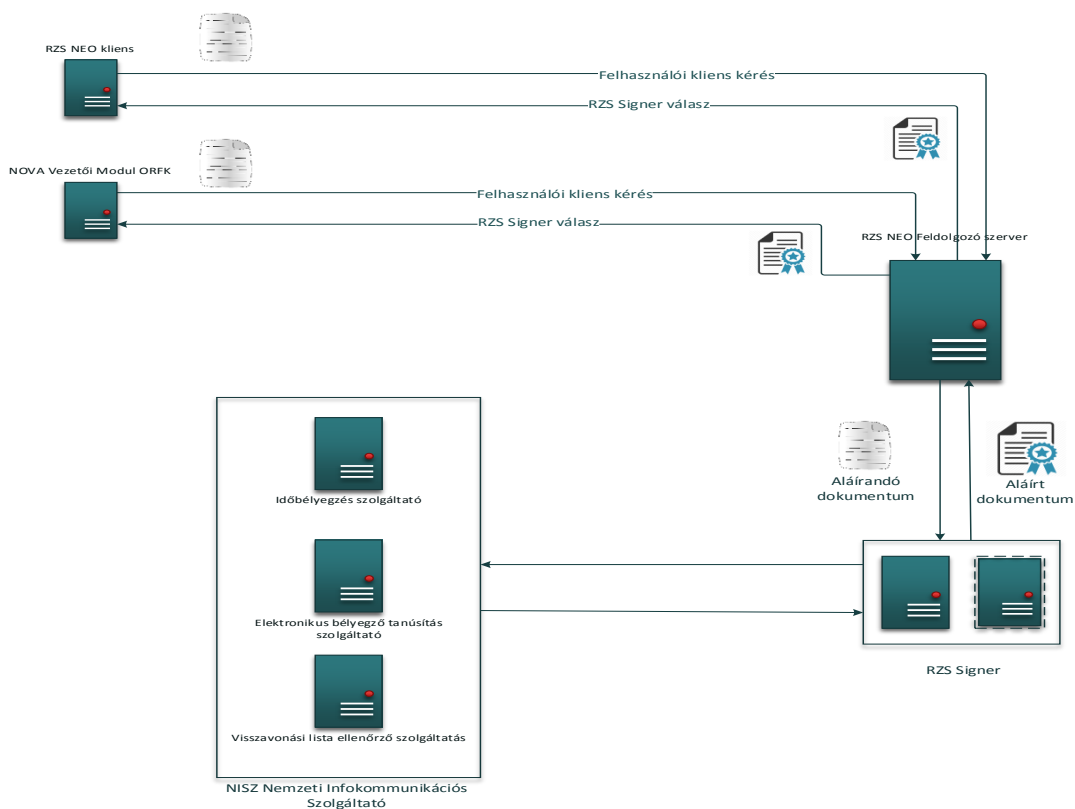 RZS NEO kliens
Felhasználói kliens kérés
RZS Signer válasz
NOVA Vezetői Modul ORFK
Felhasználói kliens kérés
RZS Signer válasz
RZS NEO Feldolgozó szerver
Aláírandó
dokumentum
Aláírt
dokumentum
Időbélyegzés szolgáltató
Elektronikus bélyegző tanúsítás
szolgáltató
Visszavonási lista ellenőrző szolgáltatás
RZS Signer
NISZ Nemzeti Infokommunikációs
Szolgáltató